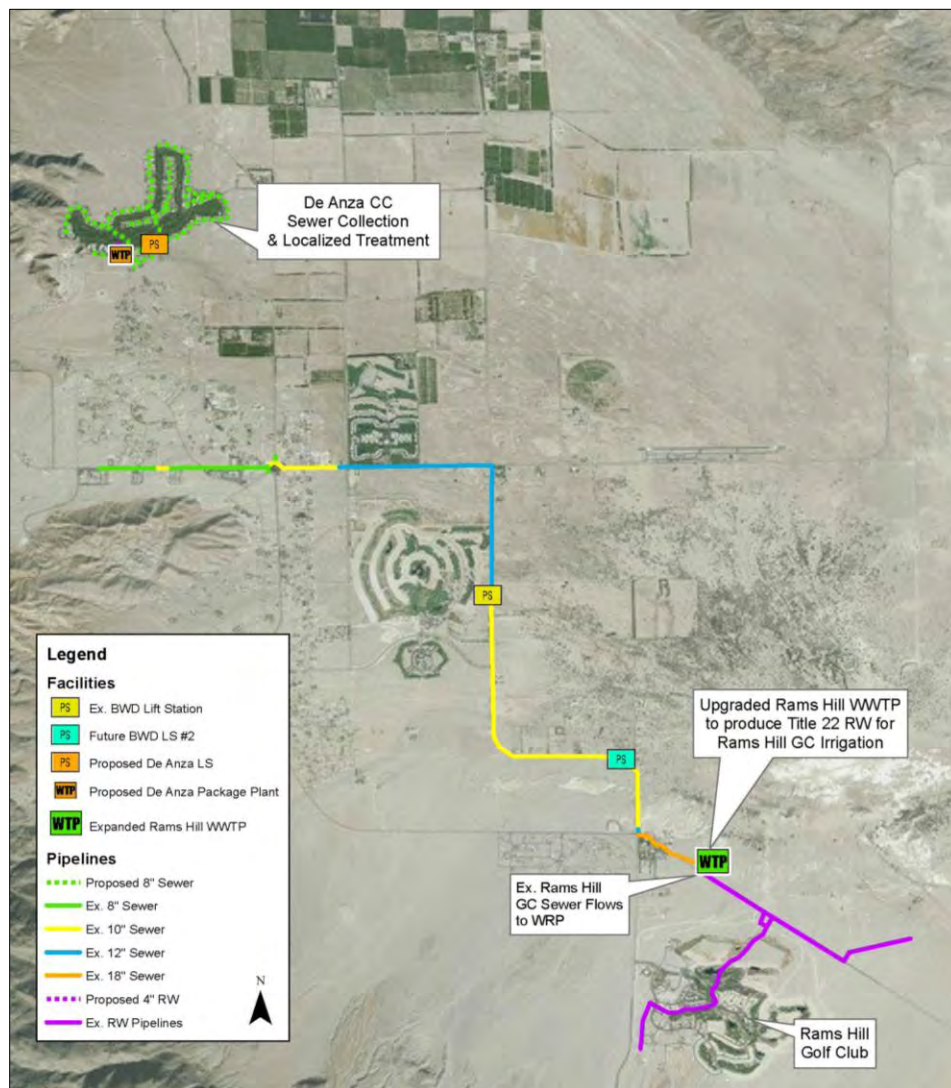 De Anza CC
Sewer Collection
& Localized Treatment
PS
WTP
PS
PS
Upgraded Rams Hill WWTP
to produce Title 22 RW for
Rams Hill GC Irrigation
WTP
Ex. Rams Hill
GC Sewer Flows
to WRP
Rams Hill
Golf Club
Legend
Facilities
PS Ex. BWD Lift Station
PS Future BWD LS #2
PS Proposed De Anza LS
WTP Proposed De Anza Package Plant
WTP Expanded Rams Hill WWTP
Pipelines
Proposed 8" Sewer
Ex. 8" Sewer
Ex. 10" Sewer
Ex. 12" Sewer
Ex. 18" Sewer
Proposed 4" RW
Ex. RW Pipelines
N